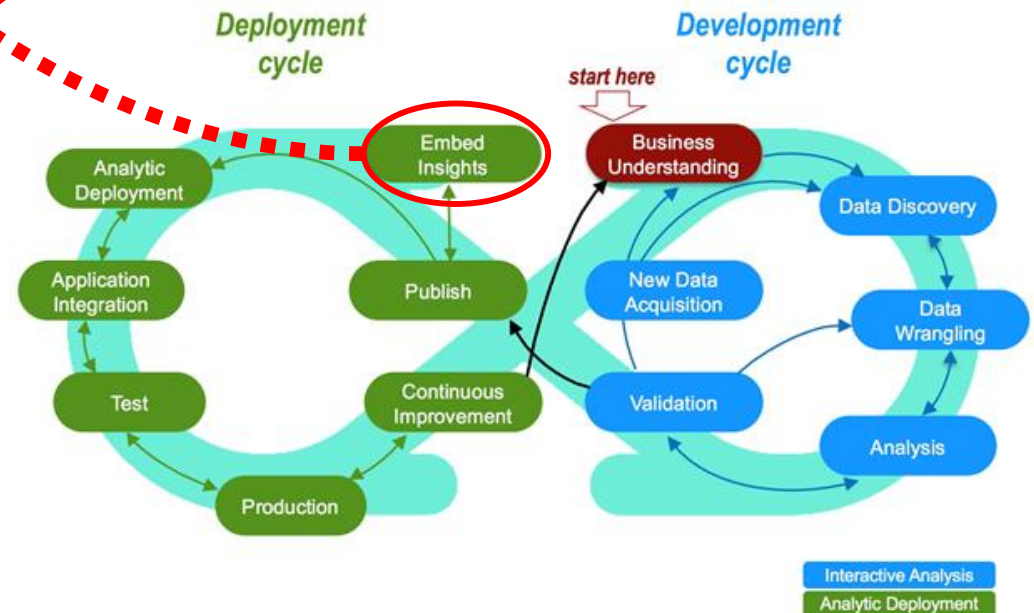 Deployment
cycle
Development
cycle
start here
Embed
Insights
Business
Understanding
Analytic
Deployment
Data Discovery
Application
Integration
Publish
New Data
Acquisition
Data
Wrangling
Test
Continuous
Improvement
Validation
Analysis
Production
Interactive Analysis
Analytic Deployment